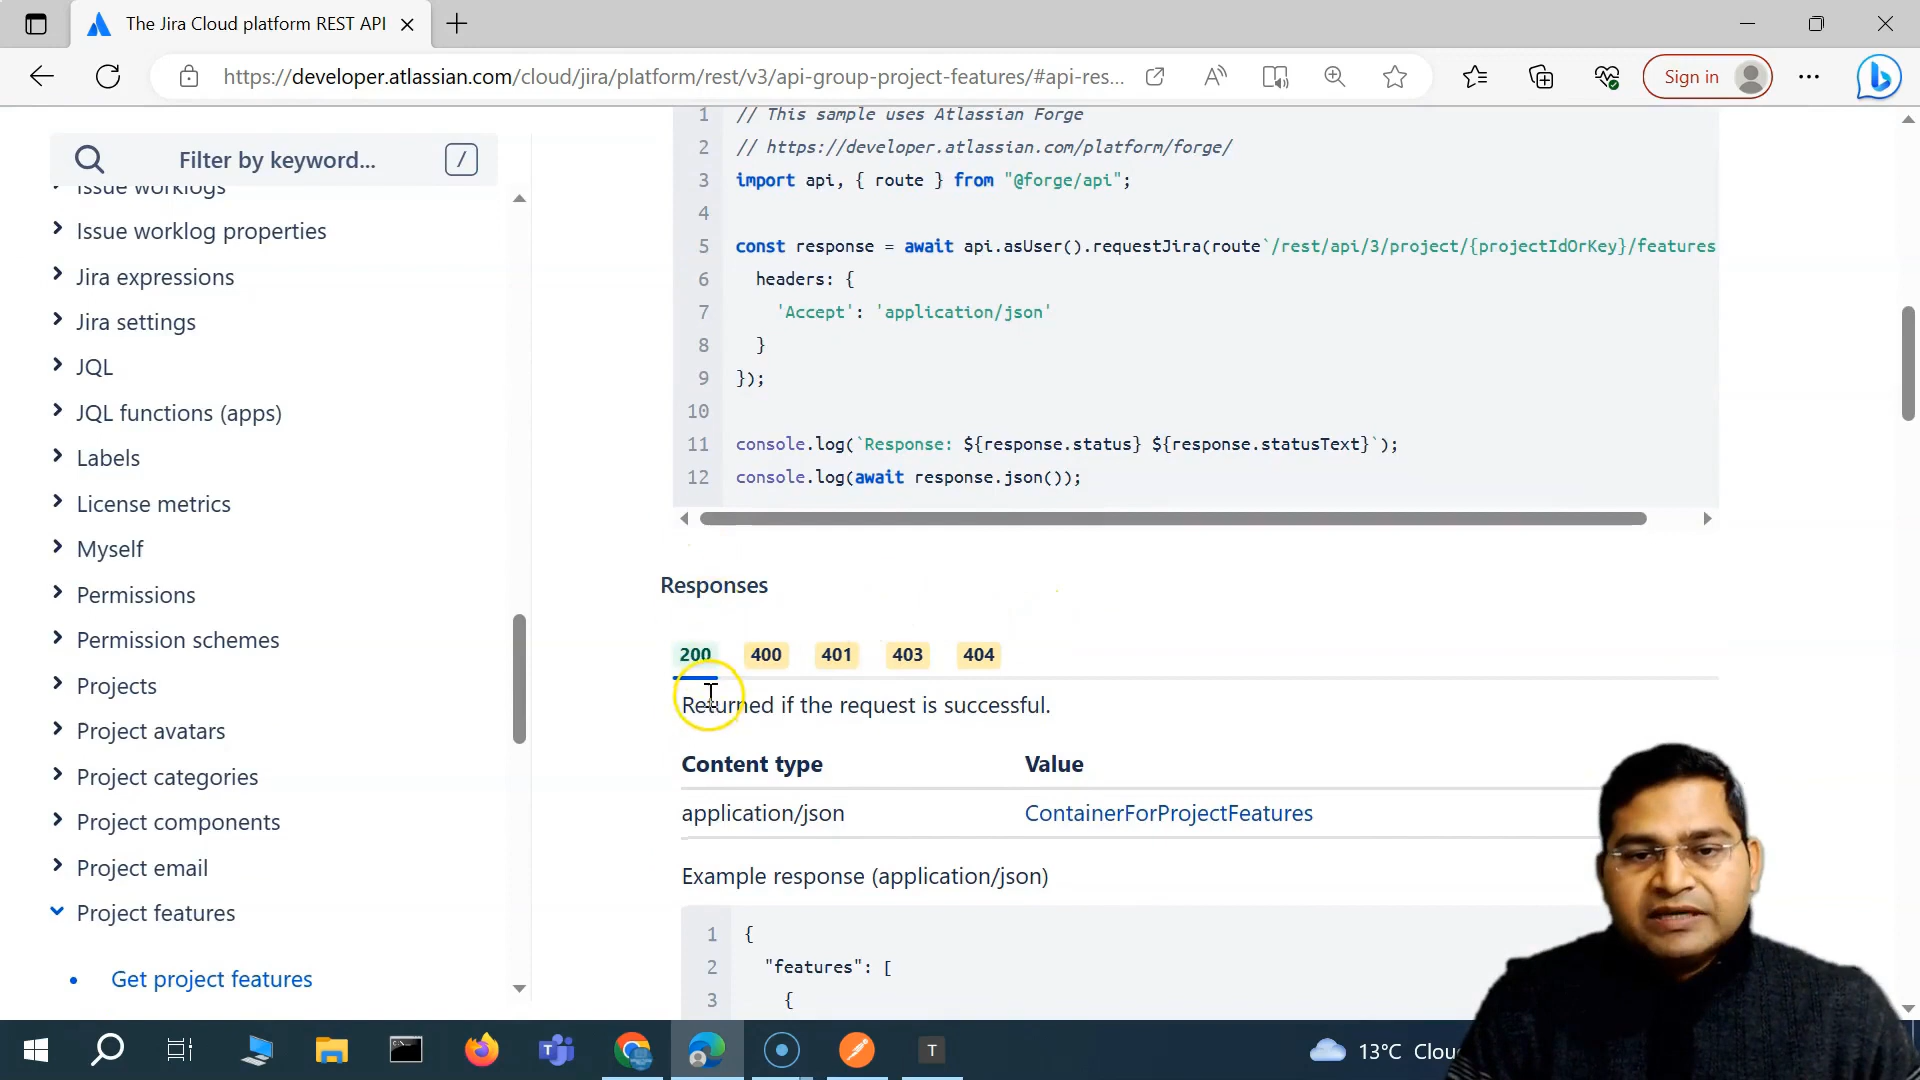 The Jira Cloud platform REST API
https://developer.atlassian.com/cloud/jira/platform/rest/v3/api-group-project-features/#api-res...
Sign in
Filter by keyword...
/
Issue worklogs
Issue worklog properties
Jira expressions
Jira settings
JQL
JQL functions (apps)
Labels
License metrics
Myself
Permissions
Permission schemes
Projects
Project avatars
Project categories
Project components
Project email
Project features
Get project features
1 // This sample uses Atlassian Forge
2 // https://developer.atlassian.com/platform/forge/
3 import api, { route } from "@forge/api";
4
5 const response = await api.asUser().requestJira(route`/rest/api/3/project/{projectIdOrKey}/features
6 headers: {
7 'Accept': 'application/json'
8 }
9 });
10
11 console.log(`Response: ${response.status} ${response.statusText}`);
12 console.log(await response.json());
Responses
200 400 401 403 404
Returned if the request is successful.
Content type Value
application/json ContainerForProjectFeatures
Example response (application/json)
1 {
2 "features": [
3 {
T
13°C